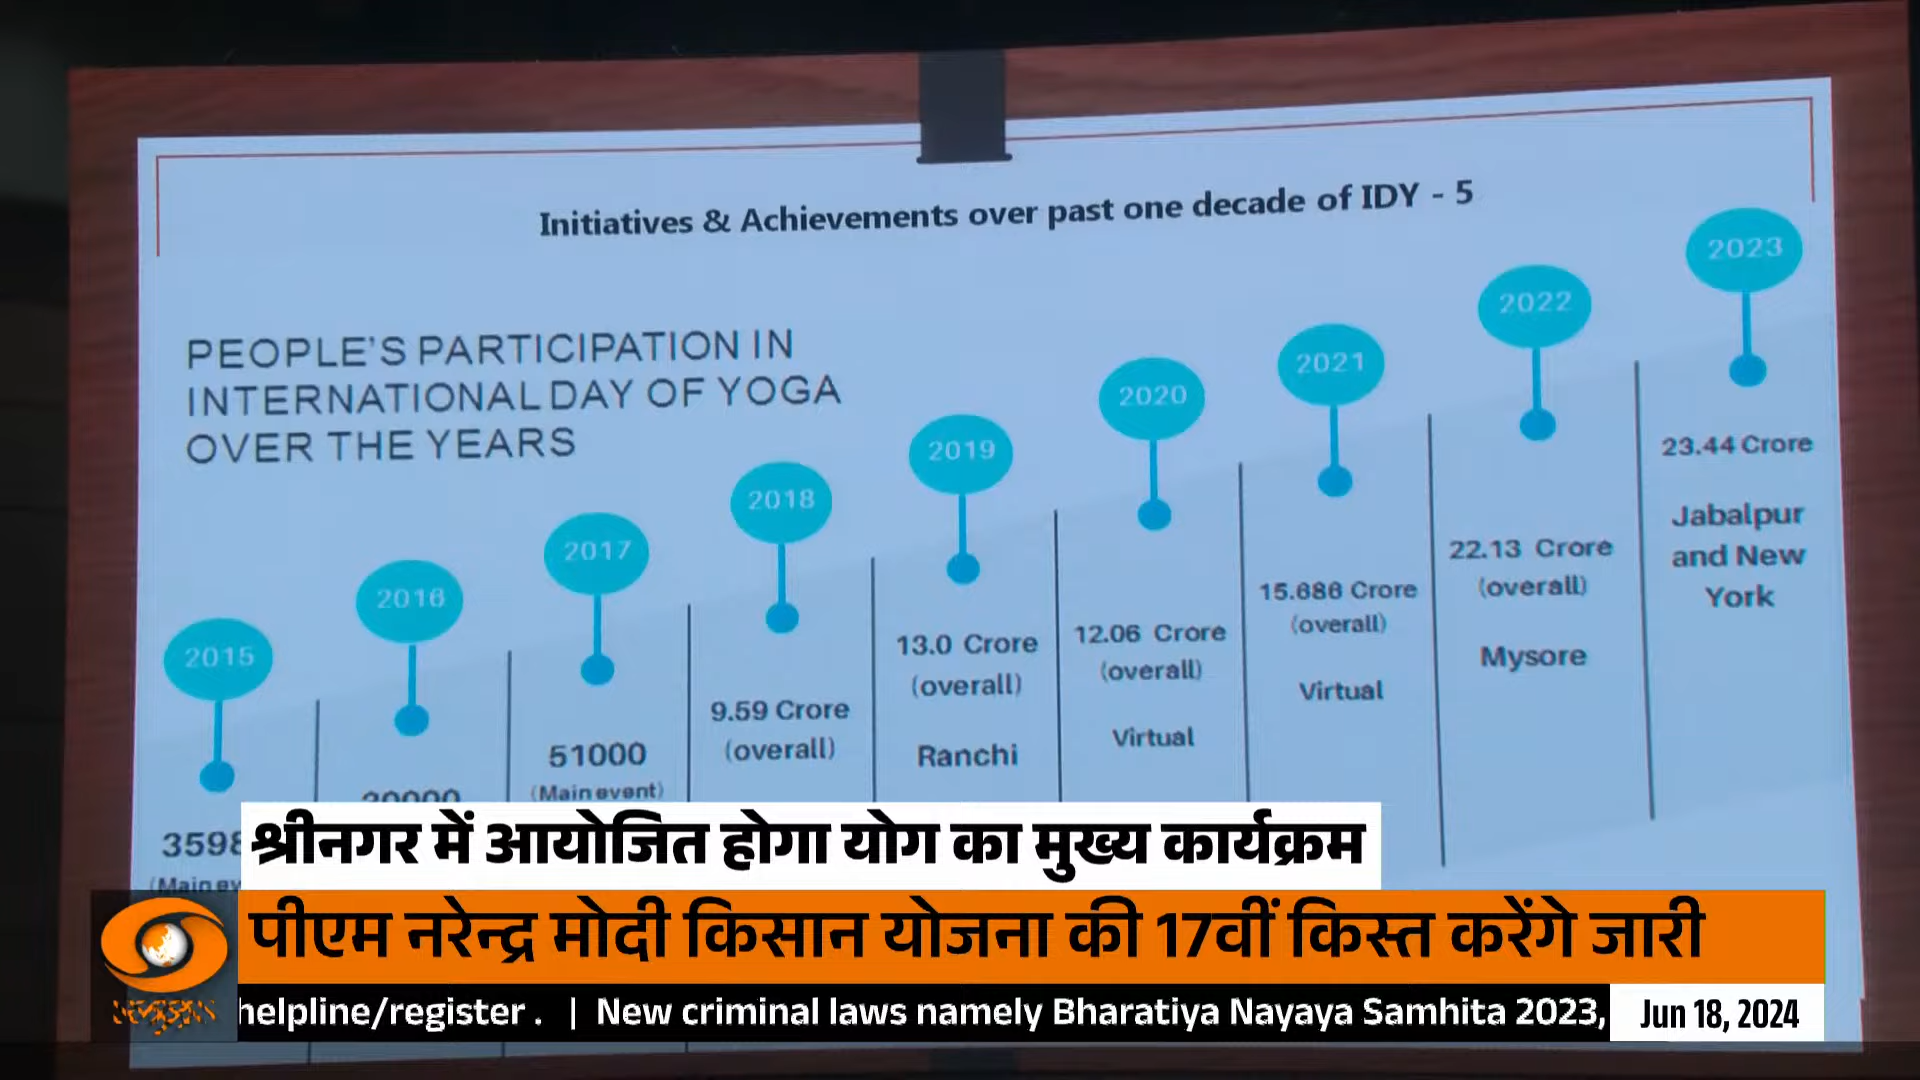 Initiatives & Achievements over past one decade of IDY - 5
PEOPLE'S PARTICIPATION IN
INTERNATIONAL DAY OF YOGA
OVER THE YEARS
2015
2016
2017
51000
(Main event)
2018
9.59 Crore
(overall)
2019
13.0 Crore
(overall)
Ranchi
2020
12.06 Crore
(overall)
Virtual
2021
15.686 Crore
(overall)
Virtual
2022
22.13 Crore
(overall)
Mysore
2023
23.44 Crore
Jabalpur
and New
York
श्रीनगर में आयोजित होगा योग का मुख्य कार्यक्रम
पीएम नरेन्द्र मोदी किसान योजना की 17वीं किस्त करेंगे जारी
helpline/register . | New criminal laws namely Bharatiya Nayaya Samhita 2023,
Jun 18, 2024